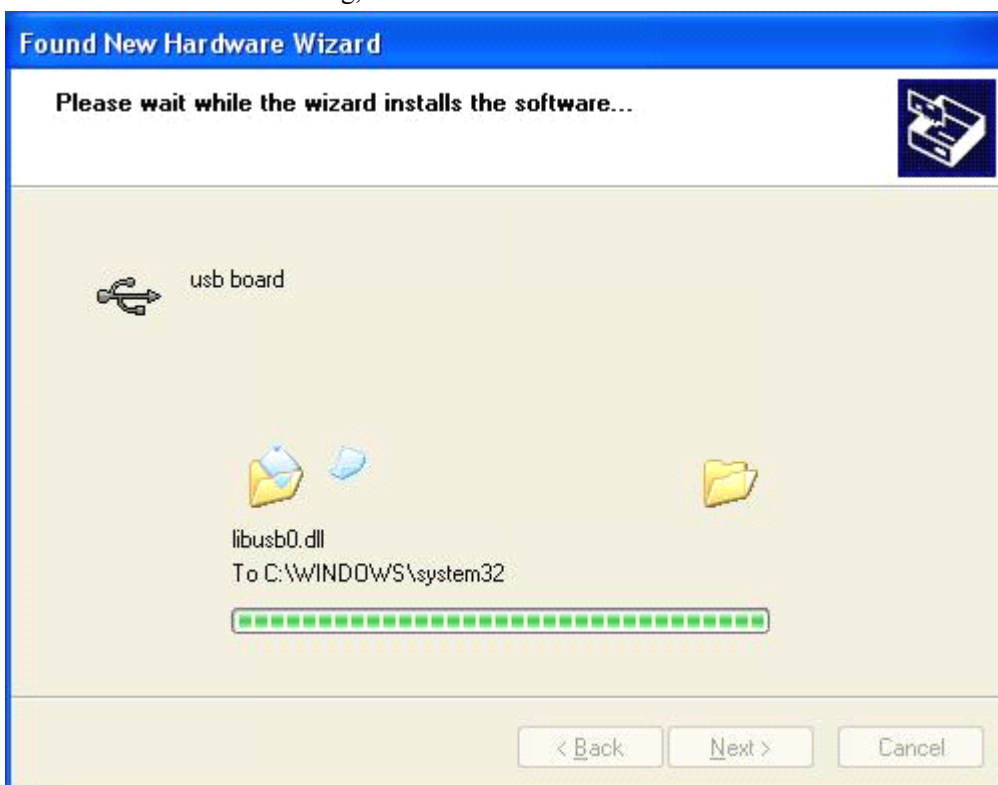 Found New Hardware Wizard
Please wait while the wizard installs the software...
usb board
libusb0.dll
To C:\WINDOWS\system32
< Back Next > Cancel